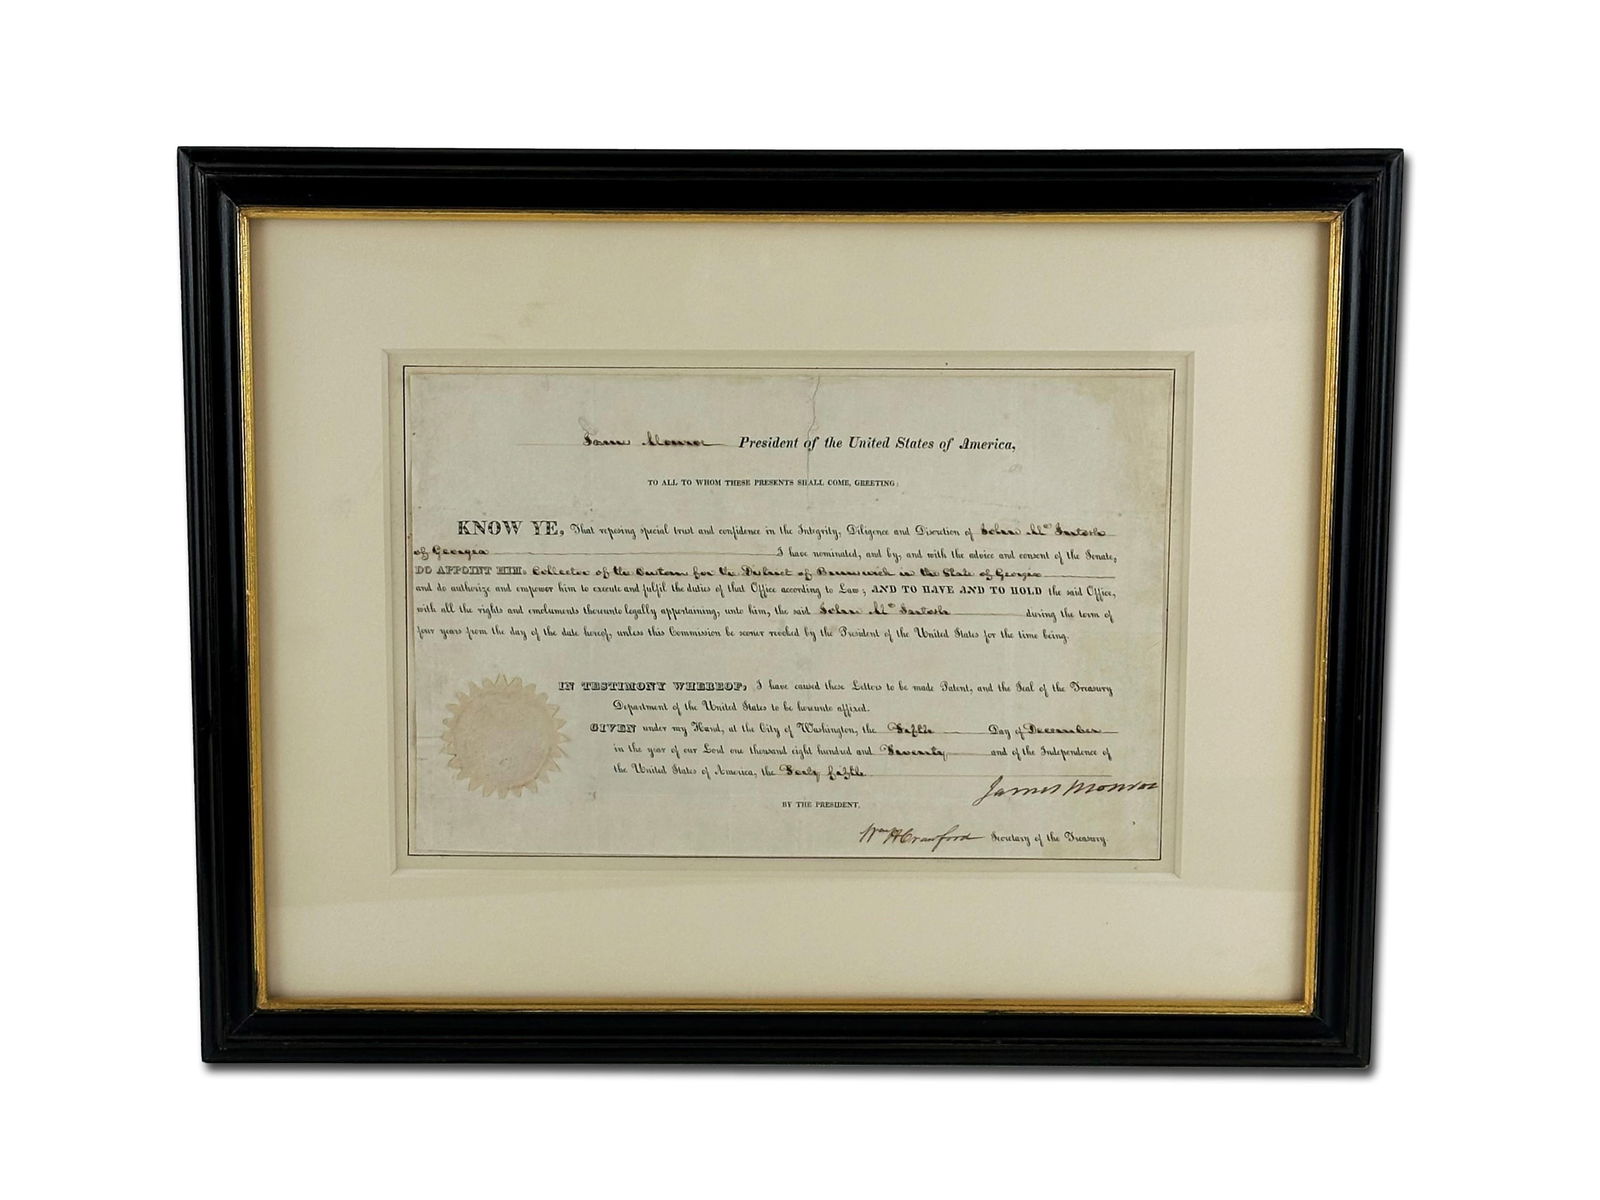 James Monroe President of the United States of America,
TO ALL TO WHOM THESE PRESENTS SHALL COME, GREETING:
KNOW YE, That reposing special trust and confidence in the Integrity, Diligence and Discretion of John McIntosh
of Georgia I have nominated, and by, and with the advice and consent of the Senate,
DO APPOINT HIM, Collector of the Customs for the District of Brunswick in the State of Georgia
and do authorize and empower him to execute and fulfil the duties of that Office according to Law; AND TO HAVE AND TO HOLD the said Office,
with all the rights and emoluments thereunto legally appertaining, unto him, the said John McIntosh during the term of
four years from the day of the date hereof, unless this Commission be sooner revoked by the President of the United States for the time being.
IN TESTIMONY WHEREOF, I have caused these Letters to be made Patent, and the Seal of the Treasury
Department of the United States to be hereunto affixed.
GIVEN under my Hand, at the City of Washington, the Fifth Day of December
in the year of our Lord one thousand eight hundred and Twenty and of the Independence of
the United States of America, the Forty fifth
James Monroe
BY THE PRESIDENT,
Wm H Crawford Secretary of the Treasury.